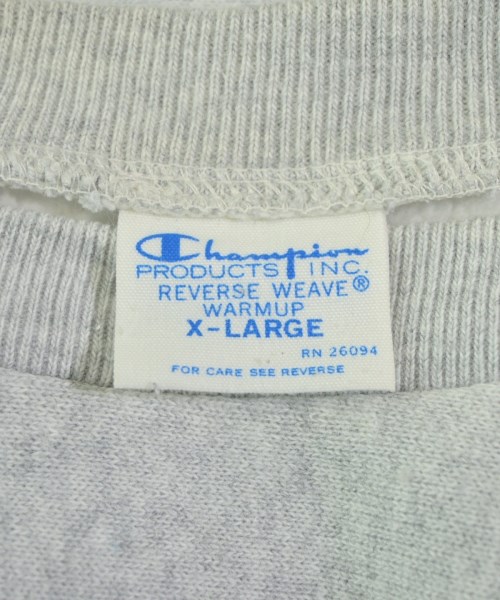 Champion
PRODUCTS INC.
REVERSE WEAVE®
WARMUP
X-LARGE
RN 26094
FOR CARE SEE REVERSE